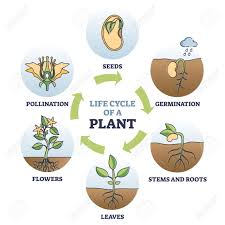 SEEDS
POLLINATION
GERMINATION
LIFE CYCLE
OF A
PLANT
FLOWERS
STEMS AND ROOTS
LEAVES